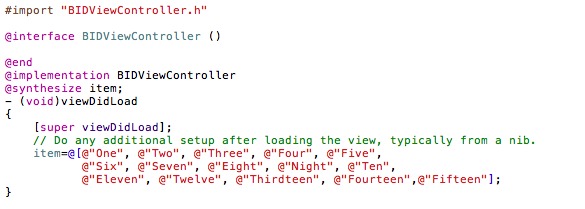 #import "BIDViewController.h"
@interface BIDViewController ()
@end
@implementation BIDViewController
@synthesize item;
- (void)viewDidLoad
{
[super viewDidLoad];
// Do any additional setup after loading the view, typically from a nib.
item=@[@"One", @"Two", @"Three", @"Four", @"Five",
@"Six", @"Seven", @"Eight", @"Night", @"Ten",
@"Eleven", @"Twelve", @"Thirdteen", @"Fourteen",@"Fifteen"];
}